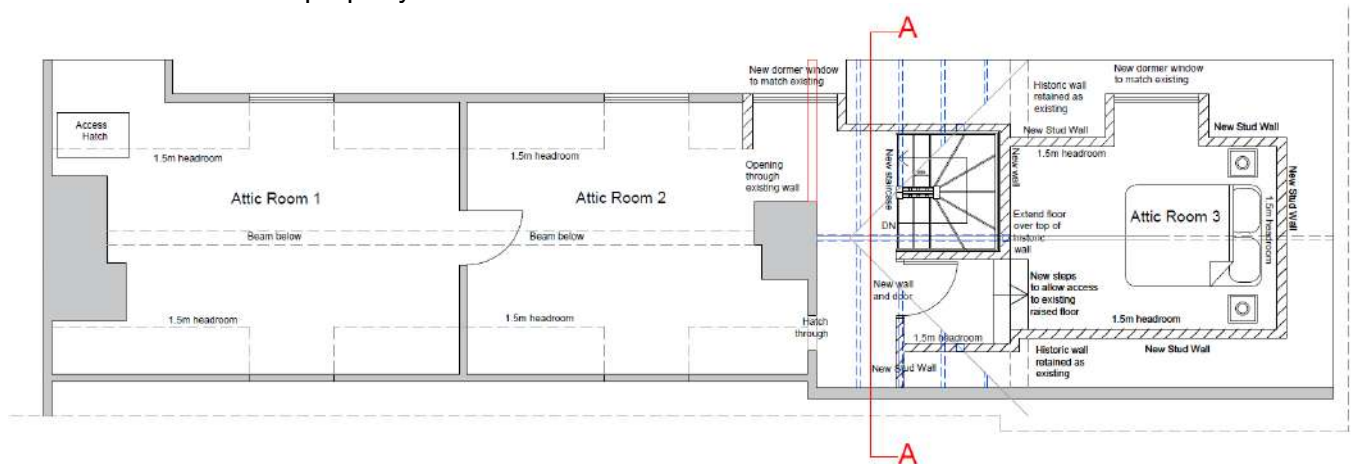 A
New dormer window
to match existing
New dormer window
to match existing
Historic wall
retained as
existing
Access
Hatch
New Stud Wall
New Stud Wall
1.5m headroom
1.5m headroom
1.5m headroom
Opening
through
existing wall
New staircase
New wall
Attic Room 1
Attic Room 2
Attic Room 3
1.5m headroom
New Stud Wall
DN
Extend floor
over top of
historic
wall
Beam below
Beam below
New wall
and door
New steps
to allow access
to existing
raised floor
1.5m headroom
1.5m headroom
1.5m headroom
Hatch
through
1.5m headroom
Historic wall
retained as
existing
New Stud Wall
New Stud Wall
A